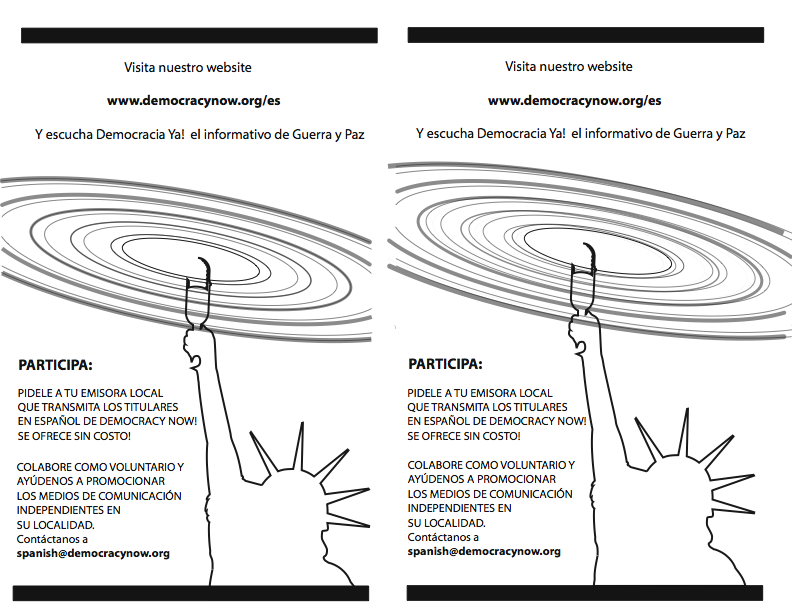 Visita nuestro website
www.democracynow.org/es
Y escucha Democracia Ya! el informativo de Guerra y Paz
PARTICIPA:
PIDELE A TU EMISORA LOCAL
QUE TRANSMITA LOS TITULARES
EN ESPAÑOL DE DEMOCRACY NOW!
SE OFRECE SIN COSTO!
COLABORE COMO VOLUNTARIO Y
AYÚDENOS A PROMOCIONAR
LOS MEDIOS DE COMUNICACIÓN
INDEPENDIENTES EN
SU LOCALIDAD.
Contáctanos a
spanish@democracynow.org
Visita nuestro website
www.democracynow.org/es
Y escucha Democracia Ya! el informativo de Guerra y Paz
PARTICIPA:
PIDELE A TU EMISORA LOCAL
QUE TRANSMITA LOS TITULARES
EN ESPAÑOL DE DEMOCRACY NOW!
SE OFRECE SIN COSTO!
COLABORE COMO VOLUNTARIO Y
AYÚDENOS A PROMOCIONAR
LOS MEDIOS DE COMUNICACIÓN
INDEPENDIENTES EN
SU LOCALIDAD.
Contáctanos a
spanish@democracynow.org